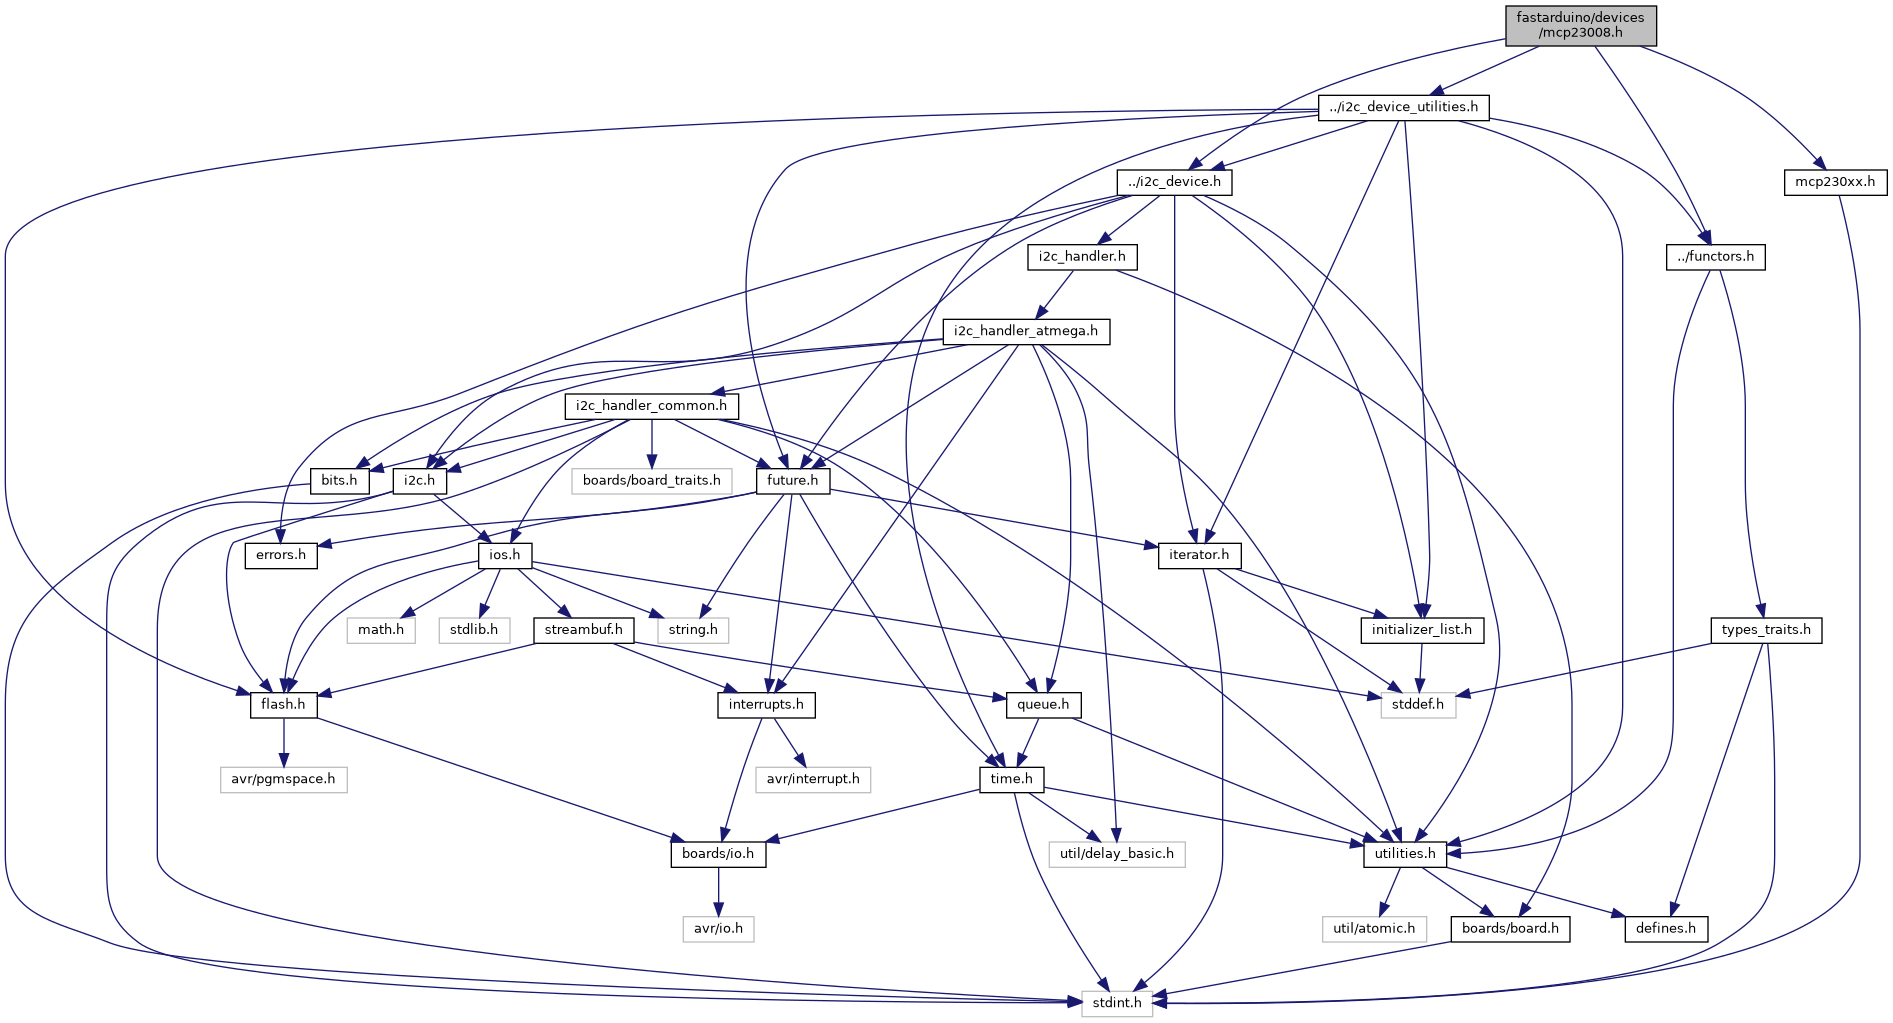 fastarduino/devices
/mcp23008.h
../i2c_device_utilities.h
../i2c_device.h
mcp230xx.h
i2c_handler.h
../functors.h
i2c_handler_atmega.h
i2c_handler_common.h
bits.h
i2c.h
boards/board_traits.h
future.h
errors.h
ios.h
iterator.h
math.h
stdlib.h
streambuf.h
string.h
initializer_list.h
types_traits.h
flash.h
interrupts.h
queue.h
stddef.h
avr/pgmspace.h
avr/interrupt.h
time.h
boards/io.h
util/delay_basic.h
utilities.h
avr/io.h
util/atomic.h
boards/board.h
defines.h
stdint.h